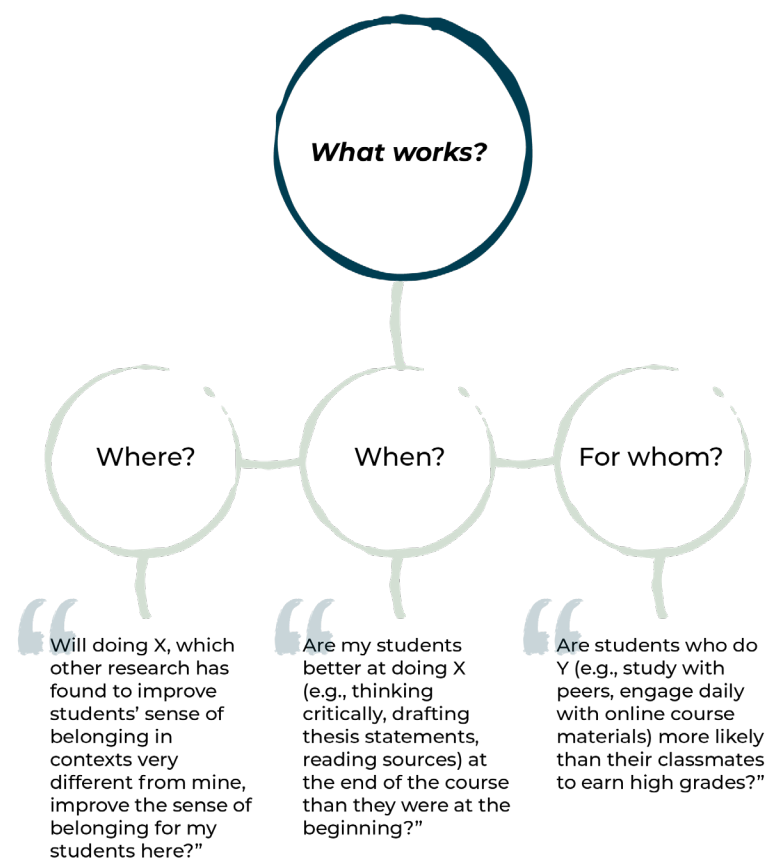 What works?
Where?
When?
For whom?
“Will doing X, which
other research has
found to improve
students’ sense of
belonging in
contexts very
different from mine,
improve the sense of
belonging for my
students here?”
“Are my students
better at doing X
(e.g., thinking
critically, drafting
thesis statements,
reading sources) at
the end of the course
than they were at the
beginning?”
“Are students who do
Y (e.g., study with
peers, engage daily
with online course
materials) more likely
than their classmates
to earn high grades?”